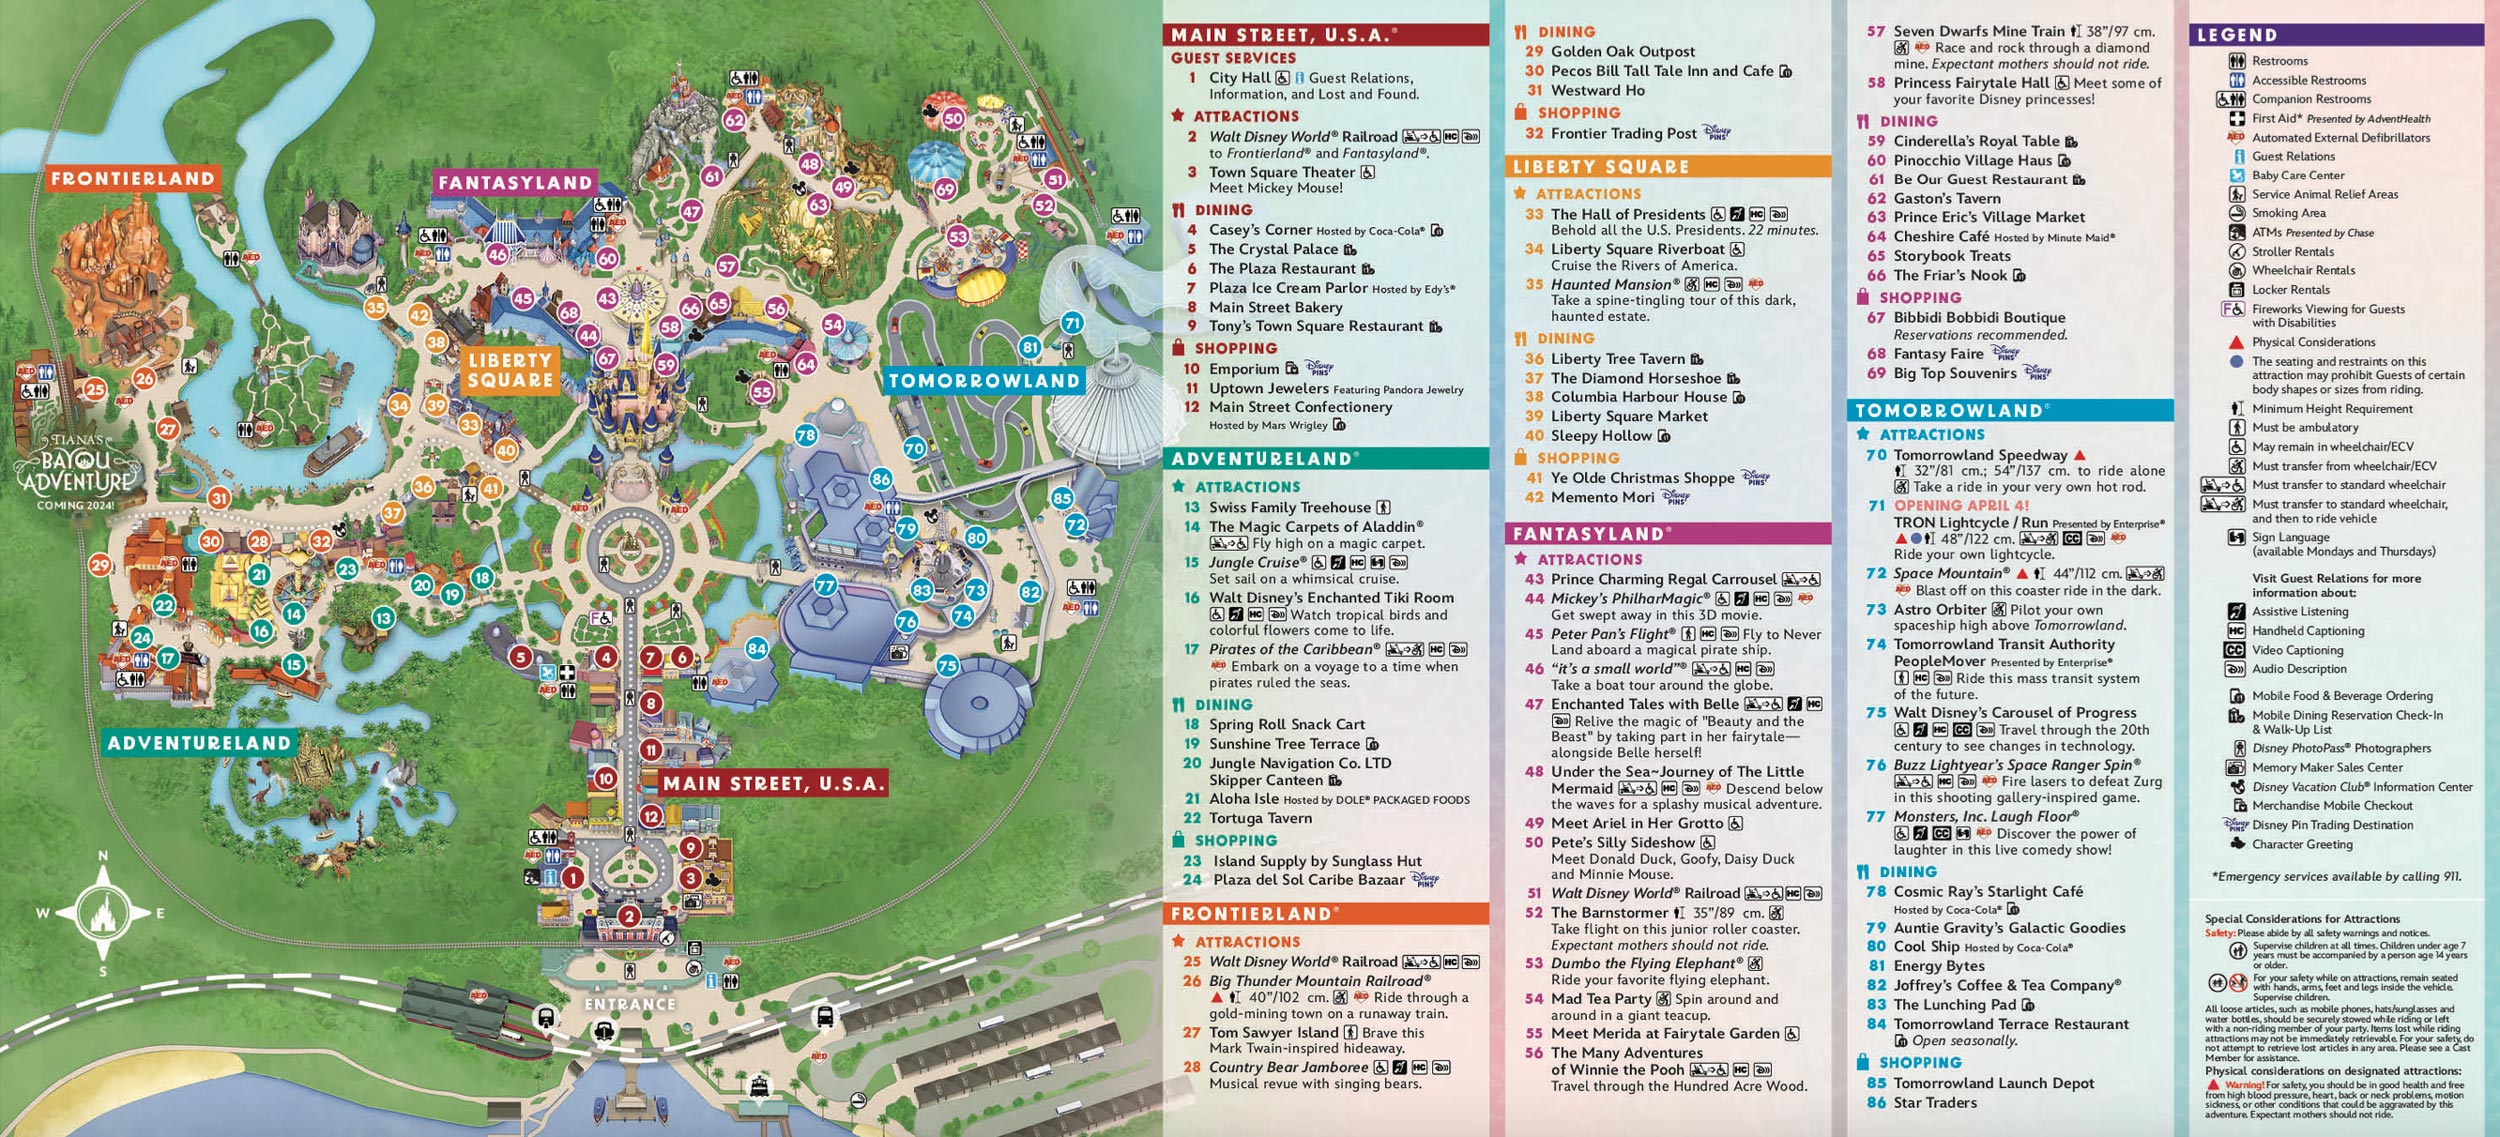 FRONTIERLAND
FANTASYLAND
LIBERTY
SQUARE
TOMORROWLAND
TIANA'S
BAYOU
ADVENTURE
COMING 2024!
ADVENTURELAND
MAIN STREET, U.S.A.
ENTRANCE
N
W E
S
MAIN STREET, U.S.A.®
GUEST SERVICES
1 City Hall Guest Relations,
Information, and Lost and Found.
ATTRACTIONS
2 Walt Disney World® Railroad
to Frontierland® and Fantasyland®.
3 Town Square Theater
Meet Mickey Mouse!
DINING
4 Casey's Corner Hosted by Coca-Cola®
5 The Crystal Palace
6 The Plaza Restaurant
7 Plaza Ice Cream Parlor Hosted by Edy's®
8 Main Street Bakery
9 Tony's Town Square Restaurant
SHOPPING
10 Emporium Disney PINS
11 Uptown Jewelers Featuring Pandora Jewelry
12 Main Street Confectionery
Hosted by Mars Wrigley
ADVENTURELAND®
ATTRACTIONS
13 Swiss Family Treehouse
14 The Magic Carpets of Aladdin®
Fly high on a magic carpet.
15 Jungle Cruise® HC
Set sail on a whimsical cruise.
16 Walt Disney's Enchanted Tiki Room
HC Watch tropical birds and
colorful flowers come to life.
17 Pirates of the Caribbean® HC
AED Embark on a voyage to a time when
pirates ruled the seas.
DINING
18 Spring Roll Snack Cart
19 Sunshine Tree Terrace
20 Jungle Navigation Co. LTD
Skipper Canteen
21 Aloha Isle Hosted by DOLE® PACKAGED FOODS
22 Tortuga Tavern
SHOPPING
23 Island Supply by Sunglass Hut
24 Plaza del Sol Caribe Bazaar Disney PINS
FRONTIERLAND®
ATTRACTIONS
25 Walt Disney World® Railroad HC
26 Big Thunder Mountain Railroad®
40"/102 cm. AED Ride through a
gold-mining town on a runaway train.
27 Tom Sawyer Island Brave this
Mark Twain-inspired hideaway.
28 Country Bear Jamboree HC
Musical revue with singing bears.
DINING
29 Golden Oak Outpost
30 Pecos Bill Tall Tale Inn and Cafe
31 Westward Ho
SHOPPING
32 Frontier Trading Post Disney PINS
LIBERTY SQUARE
ATTRACTIONS
33 The Hall of Presidents HC
Behold all the U.S. Presidents. 22 minutes.
34 Liberty Square Riverboat
Cruise the Rivers of America.
35 Haunted Mansion® HC AED
Take a spine-tingling tour of this dark,
haunted estate.
DINING
36 Liberty Tree Tavern
37 The Diamond Horseshoe
38 Columbia Harbour House
39 Liberty Square Market
40 Sleepy Hollow
SHOPPING
41 Ye Olde Christmas Shoppe Disney PINS
42 Memento Mori Disney PINS
FANTASYLAND®
ATTRACTIONS
43 Prince Charming Regal Carrousel
44 Mickey's PhilharMagic® HC AED
Get swept away in this 3D movie.
45 Peter Pan's Flight® HC Fly to Never
Land aboard a magical pirate ship.
46 "it's a small world"® HC
Take a boat tour around the globe.
47 Enchanted Tales with Belle HC
Relive the magic of "Beauty and the
Beast" by taking part in her fairytale—
alongside Belle herself!
48 Under the Sea~Journey of The Little
Mermaid HC AED Descend below
the waves for a splashy musical adventure.
49 Meet Ariel in Her Grotto
50 Pete's Silly Sideshow
Meet Donald Duck, Goofy, Daisy Duck
and Minnie Mouse.
51 Walt Disney World® Railroad HC
52 The Barnstormer 35"/89 cm.
Take flight on this junior roller coaster.
Expectant mothers should not ride.
53 Dumbo the Flying Elephant®
Ride your favorite flying elephant.
54 Mad Tea Party Spin around and
around in a giant teacup.
55 Meet Merida at Fairytale Garden
56 The Many Adventures
of Winnie the Pooh HC
Travel through the Hundred Acre Wood.
57 Seven Dwarfs Mine Train 38"/97 cm.
AED Race and rock through a diamond
mine. Expectant mothers should not ride.
58 Princess Fairytale Hall Meet some of
your favorite Disney princesses!
DINING
59 Cinderella's Royal Table
60 Pinocchio Village Haus
61 Be Our Guest Restaurant
62 Gaston's Tavern
63 Prince Eric's Village Market
64 Cheshire Café Hosted by Minute Maid®
65 Storybook Treats
66 The Friar's Nook
SHOPPING
67 Bibbidi Bobbidi Boutique
Reservations recommended.
68 Fantasy Faire Disney PINS
69 Big Top Souvenirs Disney PINS
TOMORROWLAND®
ATTRACTIONS
70 Tomorrowland Speedway
32"/81 cm.; 54"/137 cm. to ride alone
Take a ride in your very own hot rod.
71 OPENING APRIL 4!
TRON Lightcycle / Run Presented by Enterprise®
48"/122 cm. CC AED
Ride your own lightcycle.
72 Space Mountain® 44"/112 cm.
AED Blast off on this coaster ride in the dark.
73 Astro Orbiter Pilot your own
spaceship high above Tomorrowland.
74 Tomorrowland Transit Authority
PeopleMover Presented by Enterprise®
HC Ride this mass transit system
of the future.
75 Walt Disney's Carousel of Progress
HC CC Travel through the 20th
century to see changes in technology.
76 Buzz Lightyear's Space Ranger Spin®
HC AED Fire lasers to defeat Zurg
in this shooting gallery-inspired game.
77 Monsters, Inc. Laugh Floor®
CC AED Discover the power of
laughter in this live comedy show!
DINING
78 Cosmic Ray's Starlight Café
Hosted by Coca-Cola®
79 Auntie Gravity's Galactic Goodies
80 Cool Ship Hosted by Coca-Cola®
81 Energy Bytes
82 Joffrey's Coffee & Tea Company®
83 The Lunching Pad
84 Tomorrowland Terrace Restaurant
Open seasonally.
SHOPPING
85 Tomorrowland Launch Depot
86 Star Traders
LEGEND
Restrooms
Accessible Restrooms
Companion Restrooms
First Aid* Presented by AdventHealth
AED Automated External Defibrillators
Guest Relations
Baby Care Center
Service Animal Relief Areas
Smoking Area
ATMs Presented by Chase
Stroller Rentals
Wheelchair Rentals
Locker Rentals
F Fireworks Viewing for Guests
with Disabilities
Physical Considerations
The seating and restraints on this
attraction may prohibit Guests of certain
body shapes or sizes from riding.
Minimum Height Requirement
Must be ambulatory
May remain in wheelchair/ECV
Must transfer from wheelchair/ECV
Must transfer to standard wheelchair
Must transfer to standard wheelchair,
and then to ride vehicle
Sign Language
(available Mondays and Thursdays)
Visit Guest Relations for more
information about:
Assistive Listening
HC Handheld Captioning
CC Video Captioning
Audio Description
Mobile Food & Beverage Ordering
Mobile Dining Reservation Check-In
& Walk-Up List
Disney PhotoPass® Photographers
Memory Maker Sales Center
Disney Vacation Club® Information Center
Merchandise Mobile Checkout
Disney PINS Disney Pin Trading Destination
Character Greeting
*Emergency services available by calling 911.
Special Considerations for Attractions
Safety: Please abide by all safety warnings and notices.
Supervise children at all times. Children under age 7
years must be accompanied by a person age 14 years
or older.
For your safety while on attractions, remain seated
with hands, arms, feet and legs inside the vehicle.
Supervise children.
All loose articles, such as mobile phones, hats/sunglasses and
water bottles, should be securely stowed while riding or left
with a non-riding member of your party. Items lost while riding
attractions may not be immediately retrievable. For your safety, do
not attempt to retrieve lost articles in any area. Please see a Cast
Member for assistance.
Physical considerations on designated attractions:
Warning! For safety, you should be in good health and free
from high blood pressure, heart, back or neck problems, motion
sickness, or other conditions that could be aggravated by this
adventure. Expectant mothers should not ride.